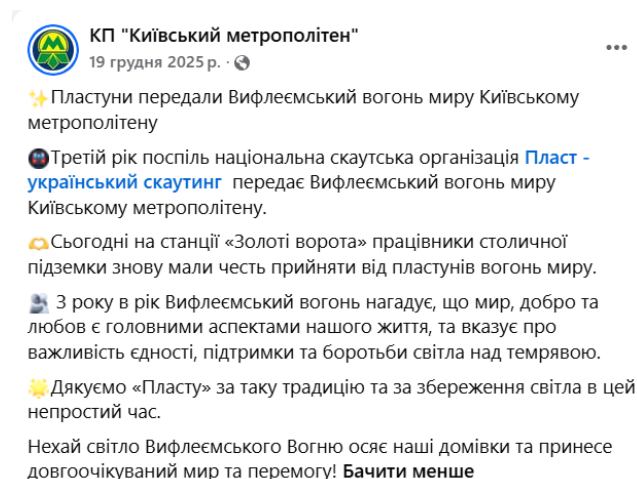 КП "Київський метрополітен"
19 грудня 2025 р. ·
✨Пластуни передали Вифлеємський вогонь миру Київському
метрополітену
🚇Третій рік поспіль національна скаутська організація Пласт -
український скаутинг передає Вифлеємський вогонь миру
Київському метрополітену.
🫶Сьогодні на станції «Золоті ворота» працівники столичної
підземки знову мали честь прийняти від пластунів вогонь миру.
🫂 З року в рік Вифлеємський вогонь нагадує, що мир, добро та
любов є головними аспектами нашого життя, та вказує про
важливість єдності, підтримки та боротьби світла над темрявою.
🌟Дякуємо «Пласту» за таку традицію та за збереження світла в цей
непростий час.
Нехай світло Вифлеємського Вогню осяє наші домівки та принесе
довгоочікуваний мир та перемогу! Бачити менше